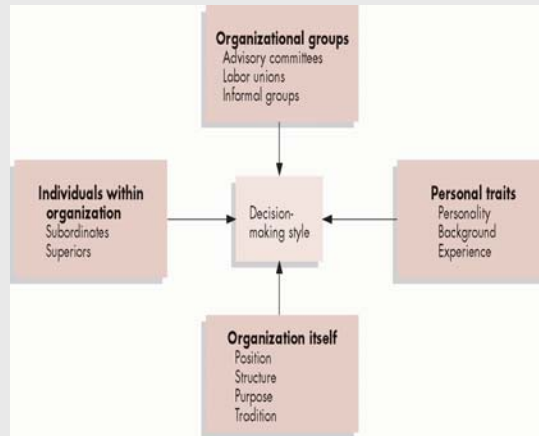 Organizational groups
Advisory committees
Labor unions
Informal groups
Individuals within
organization
Subordinates
Superiors
Decision-
making style
Personal traits
Personality
Background
Experience
Organization itself
Position
Structure
Purpose
Tradition